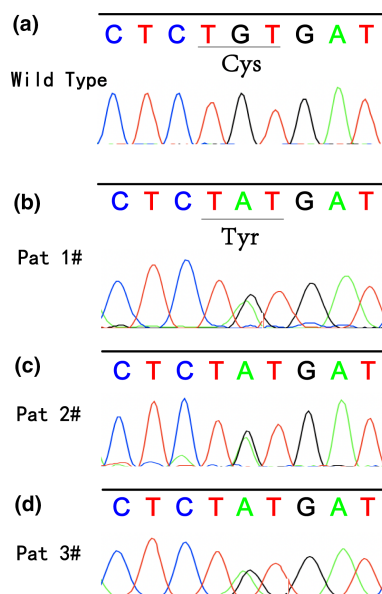 (a)
C T C T G T G A T
Cys
Wild Type
(b)
C T C T A T G A T
Tyr
Pat 1#
(c)
C T C T A T G A T
Pat 2#
(d)
C T C T A T G A T
Pat 3#